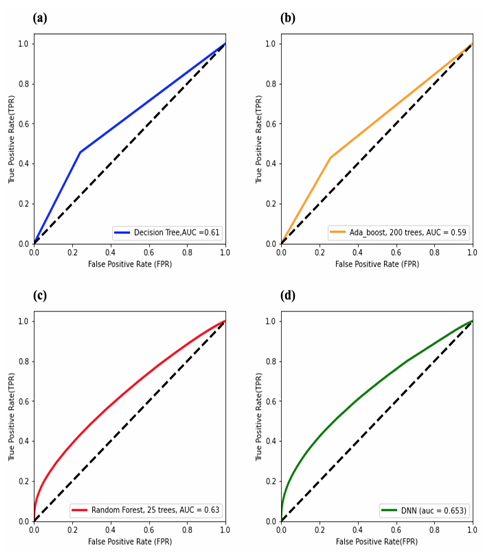 (a)
1.0
0.8
0.6
0.4
0.2
0.0
0.0 0.2 0.4 0.6 0.8 1.0
True Positive Rate(TPR)
False Positive Rate (FPR)
Decision Tree,AUC =0.61
(b)
1.0
0.8
0.6
0.4
0.2
0.0
0.0 0.2 0.4 0.6 0.8 1.0
True Positive Rate(TPR)
False Positive Rate (FPR)
Ada_boost, 200 trees, AUC = 0.59
(c)
1.0
0.8
0.6
0.4
0.2
0.0
0.0 0.2 0.4 0.6 0.8 1.0
True Positive Rate(TPR)
False Positive Rate (FPR)
Random Forest, 25 trees, AUC = 0.63
(d)
1.0
0.8
0.6
0.4
0.2
0.0
0.0 0.2 0.4 0.6 0.8 1.0
True Positive Rate(TPR)
False Positive Rate(FPR)
DNN (auc = 0.653)